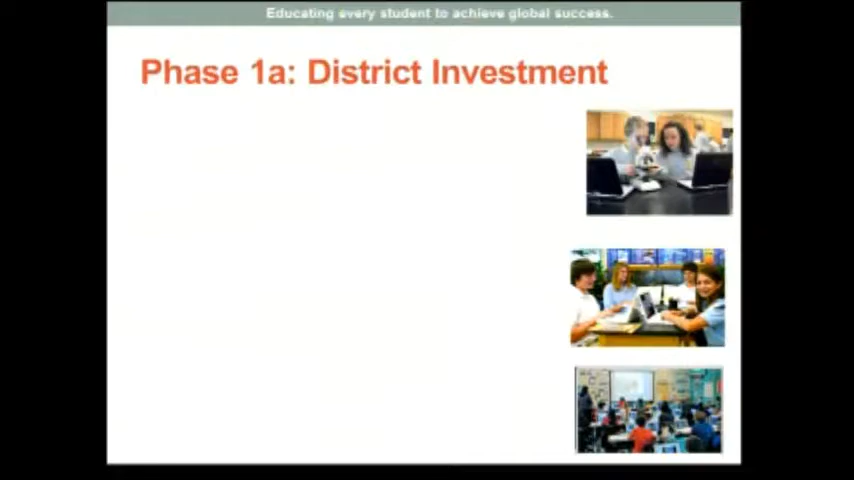 Educating every student to achieve global success.
Phase 1a: District Investment